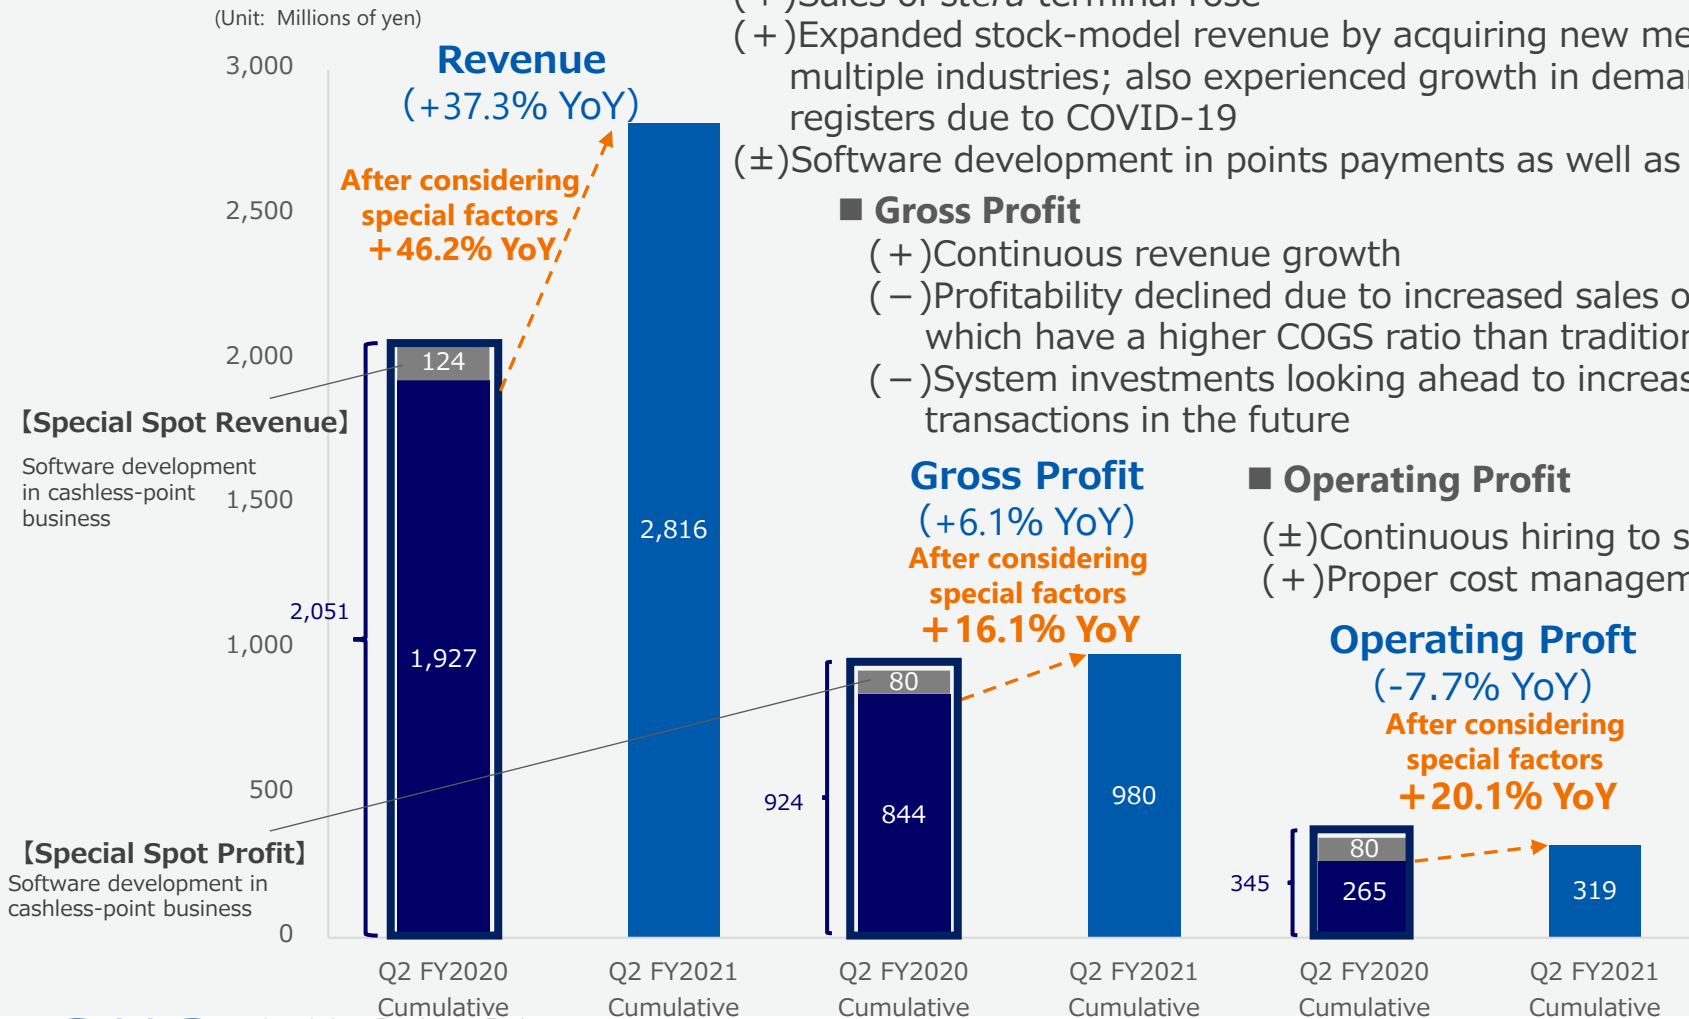 (Unit: Millions of yen)
(+)Sales of stera terminal rose
(+)Expanded stock-model revenue by acquiring new
multiple industries; also experienced growth in
registers due to COVID-19
(±)Software development in points payments as well as
Revenue
(+37.3% YoY)
After considering
special factors
+46.2% YoY
3,000
2,500
2,000
1,500
1,000
500
0
【Special Spot Revenue】
Software development
in cashless-point
business
【Special Spot Profit】
Software development in
cashless-point business
124
1,927
2,051
2,816
■ Gross Profit
(+)Continuous revenue growth
(−)Profitability declined due to increased sales
which have a higher COGS ratio than
(−)System investments looking ahead to
transactions in the future
Gross Profit
(+6.1% YoY)
After considering
special factors
+16.1% YoY
80
844
924
980
■ Operating Profit
(±)Continuous hiring to
(+)Proper cost
Operating Proft
(-7.7% YoY)
After considering
special factors
+20.1% YoY
80
265
345
319
Q2 FY2020
Cumulative
Q2 FY2021
Cumulative
Q2 FY2020
Cumulative
Q2 FY2021
Cumulative
Q2 FY2020
Cumulative
Q2 FY2021
Cumulative